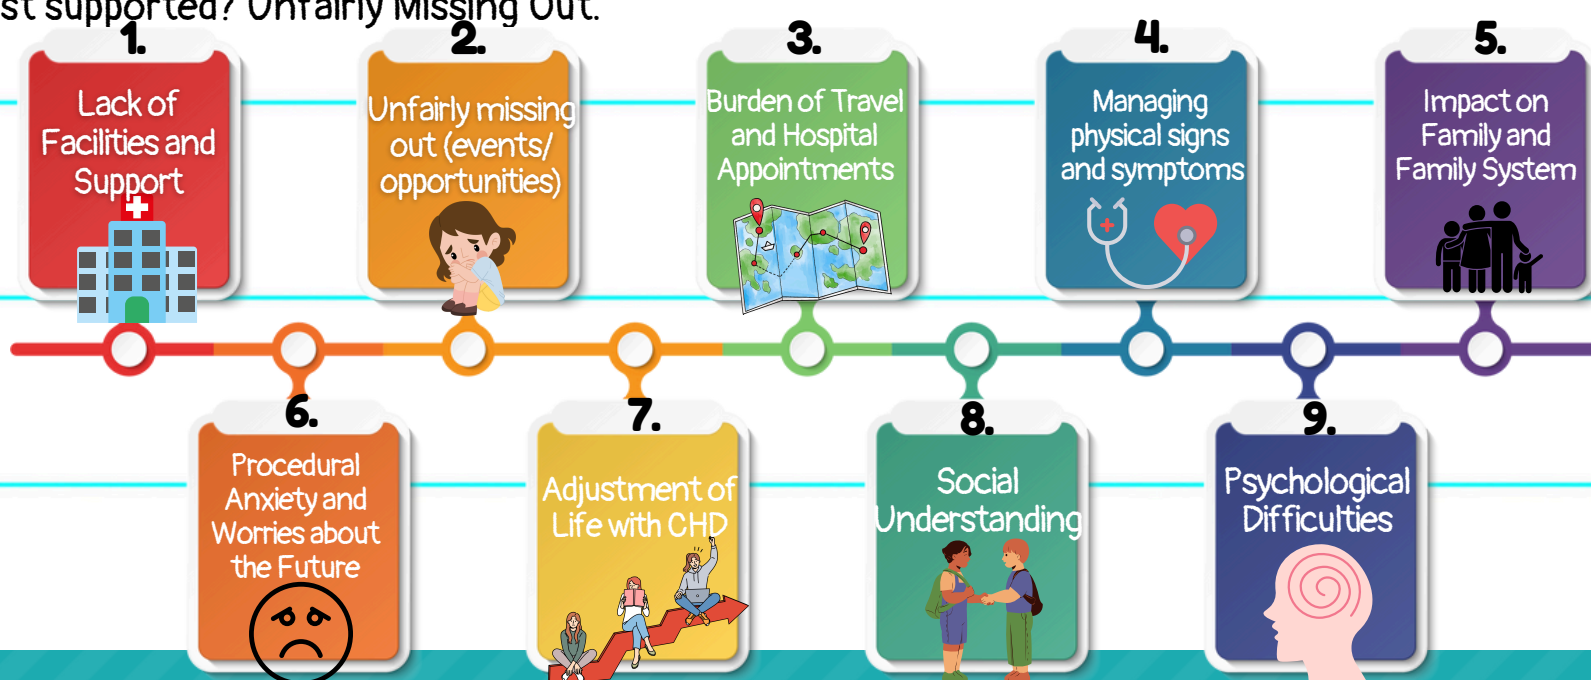 st supported? Unfairly Missing Out.
1.
Lack of
Facilities and
Support
2.
Unfairly missing
out (events/
opportunities)
3.
Burden of Travel
and Hospital
Appointments
4.
Managing
physical signs
and symptoms
5.
Impact on
Family and
Family System
6.
Procedural
Anxiety and
Worries about
the Future
7.
Adjustment of
Life with CHD
8.
Social
Understanding
9.
Psychological
Difficulties